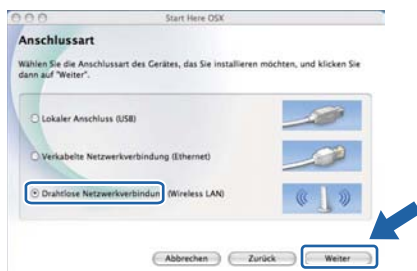 Start Here OSX
Anschlussart
Wählen Sie die Anschlussart des Gerätes, das Sie installieren möchten, und klicken Sie
dann auf "Weiter".
Lokaler Anschluss (USB)
Verkabelte Netzwerkverbindung (Ethernet)
Drahtlose Netzwerkverbindun (Wireless LAN)
Abbrechen Zurück Weiter